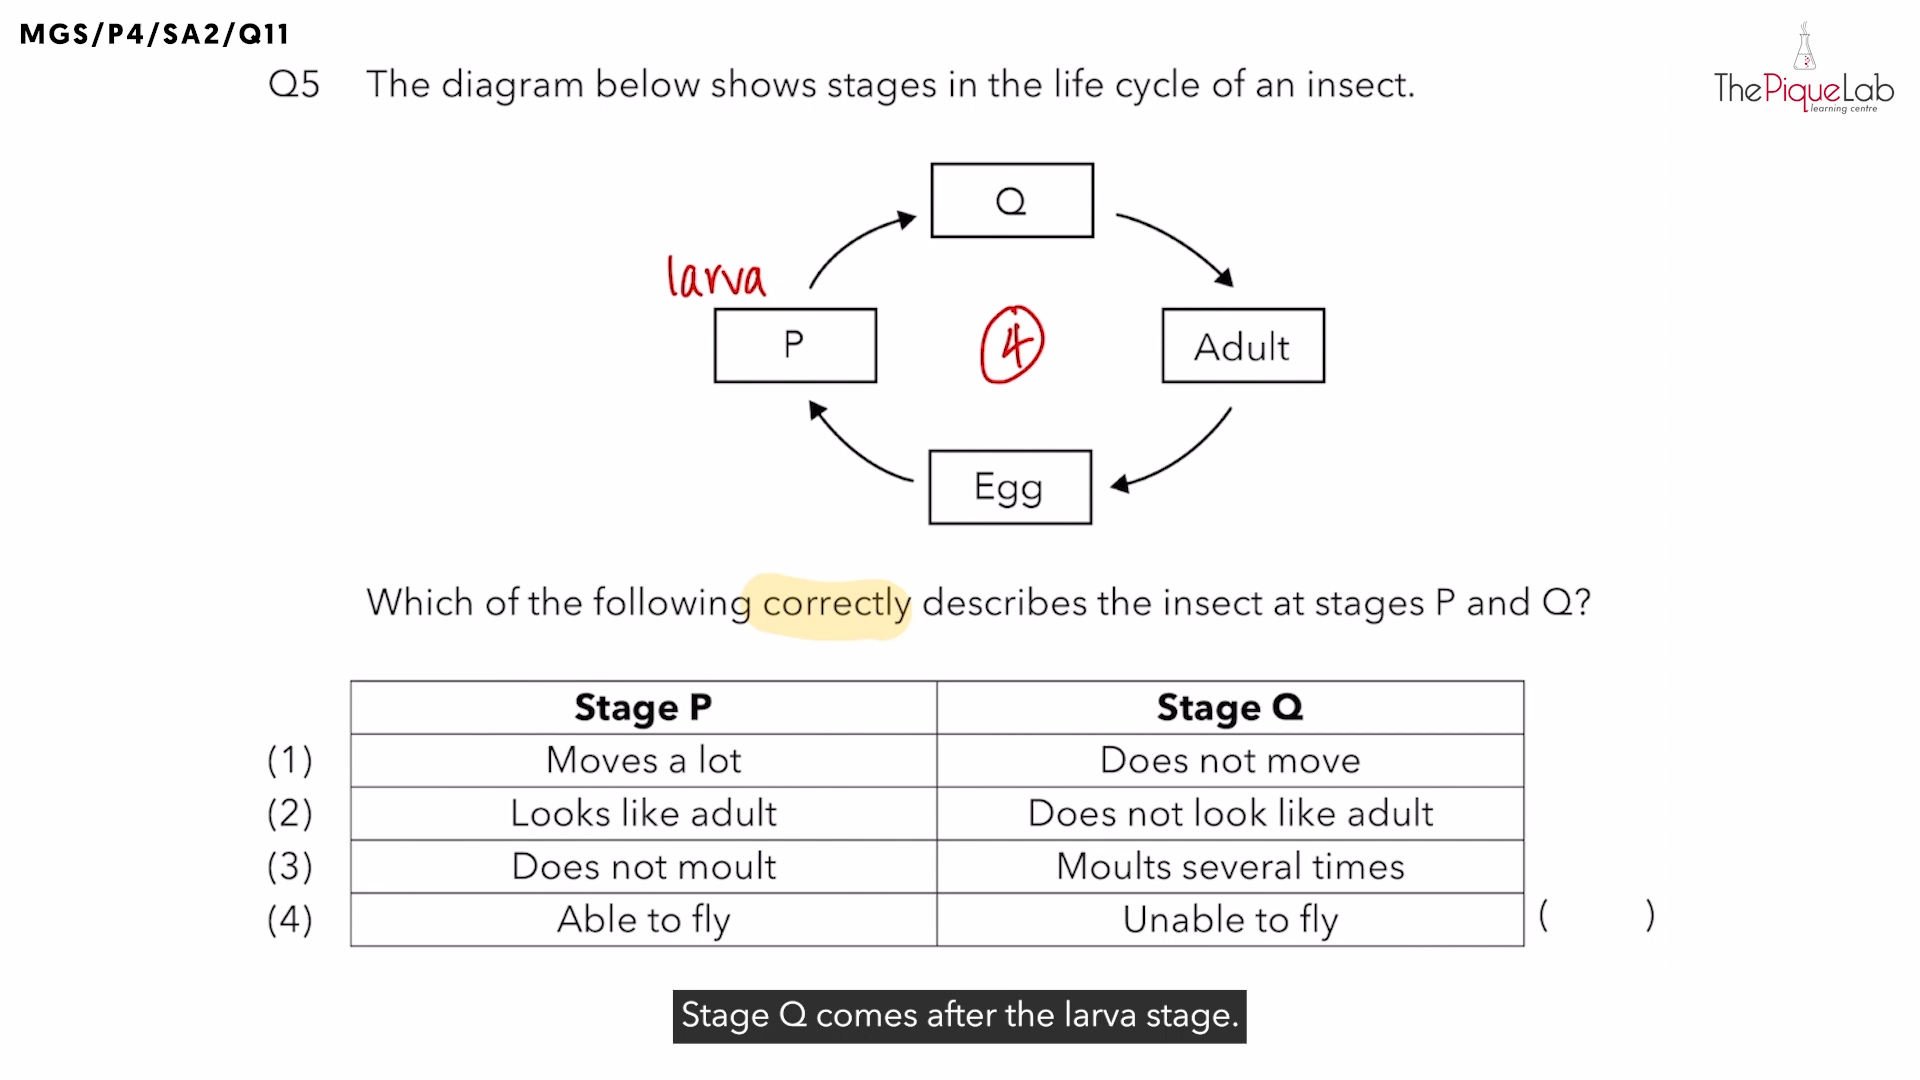 MGS/P4/SA2/Q11
ThePiqueLab
learning centre
Q5 The diagram below shows stages in the life cycle of an insect.
Q
larva
P
4
Adult
Egg
Which of the following correctly describes the insect at stages P and Q?
Stage P Stage Q
(1) Moves a lot Does not move
(2) Looks like adult Does not look like adult
(3) Does not moult Moults several times
(4) Able to fly Unable to fly ( )
Stage Q comes after the larva stage.